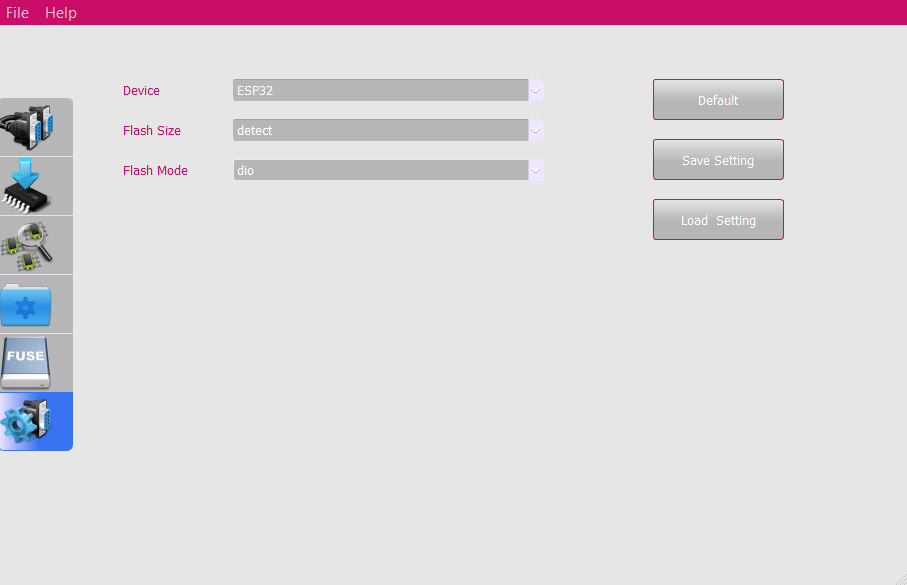 File Help
Device ESP32 Default
Flash Size detect Save Setting
Flash Mode dio Load Setting
FUSE